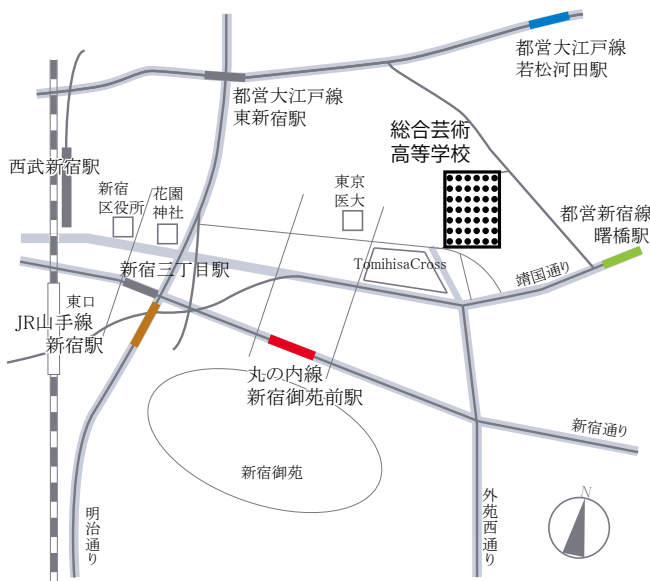 都営大江戸線
若松河田駅
都営大江戸線
東新宿駅
総合芸術
高等学校
西武新宿駅
新宿
区役所
花園
神社
東京
医大
都営新宿線
曙橋駅
新宿三丁目駅
TomihisaCross
靖国通り
東口
JR山手線
新宿駅
丸の内線
新宿御苑前駅
新宿通り
新宿御苑
明治通り
外苑西通り
N